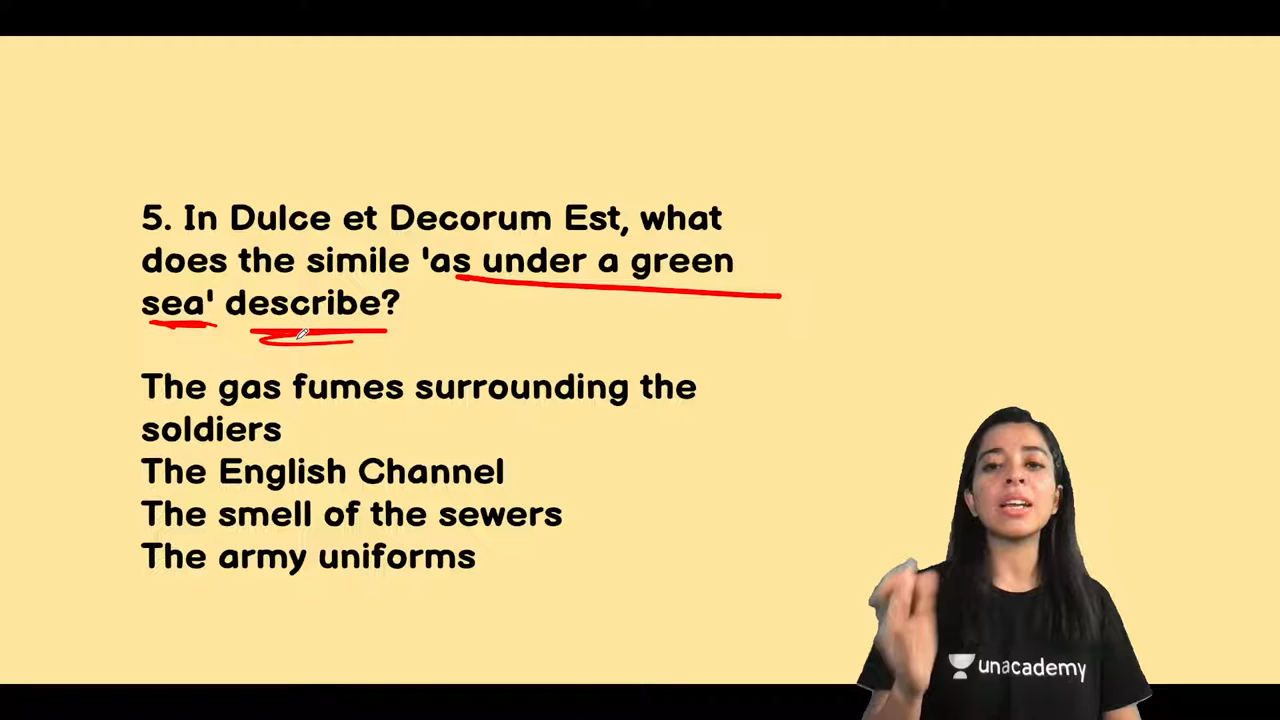 5. In Dulce et Decorum Est, what
does the simile 'as under a green
sea' describe?
The gas fumes surrounding the
soldiers
The English Channel
The smell of the sewers
The army uniforms
unacademy